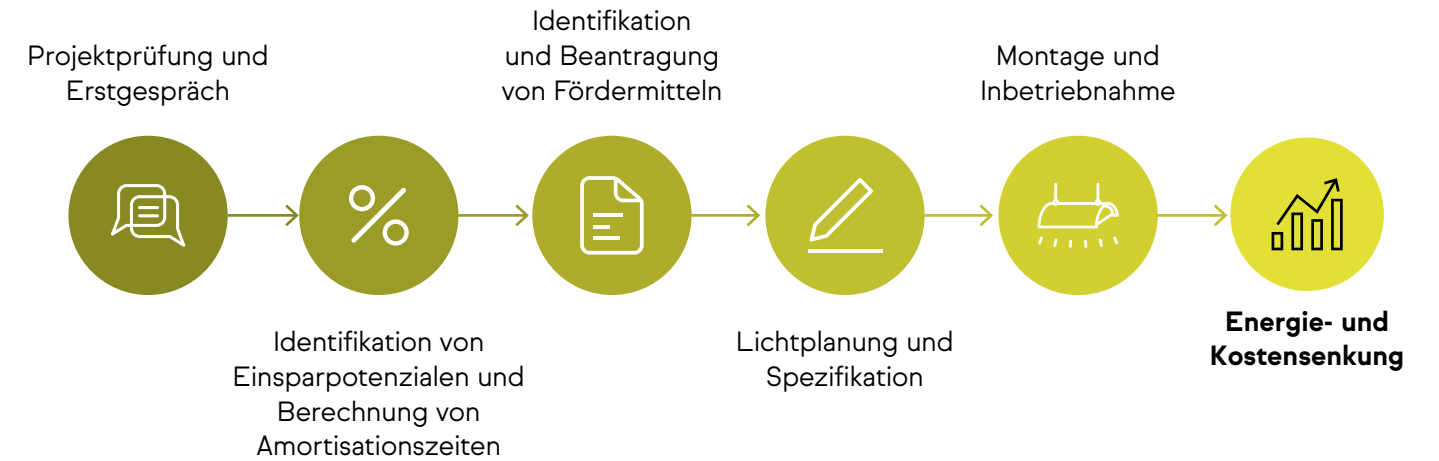 Projektprüfung und
Erstgespräch
Identifikation von
Einsparpotenzialen und
Berechnung von
Amortisationszeiten
Identifikation
und Beantragung
von Fördermitteln
Lichtplanung und
Spezifikation
Montage und
Inbetriebnahme
Energie- und
Kostensenkung